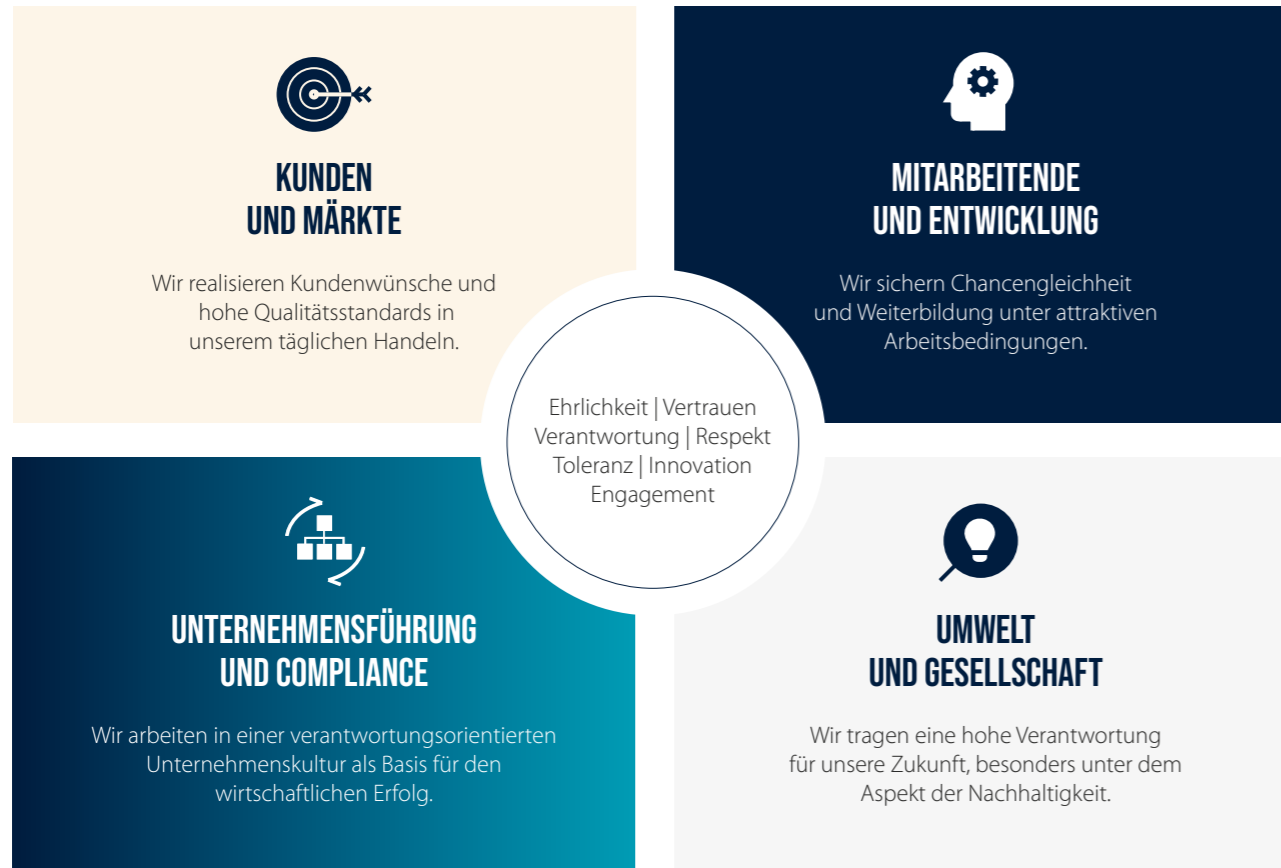 KUNDEN
UND MÄRKTE
Wir realisieren Kundenwünsche und
hohe Qualitätsstandards in
unserem täglichen Handeln.
MITARBEITENDE
UND ENTWICKLUNG
Wir sichern Chancengleichheit
und Weiterbildung unter attraktiven
Arbeitsbedingungen.
Ehrlichkeit | Vertrauen
Verantwortung | Respekt
Toleranz | Innovation
Engagement
UNTERNEHMENSFÜHRUNG
UND COMPLIANCE
Wir arbeiten in einer verantwortungsorientierten
Unternehmenskultur als Basis für den
wirtschaftlichen Erfolg.
UMWELT
UND GESELLSCHAFT
Wir tragen eine hohe Verantwortung
für unsere Zukunft, besonders unter dem
Aspekt der Nachhaltigkeit.